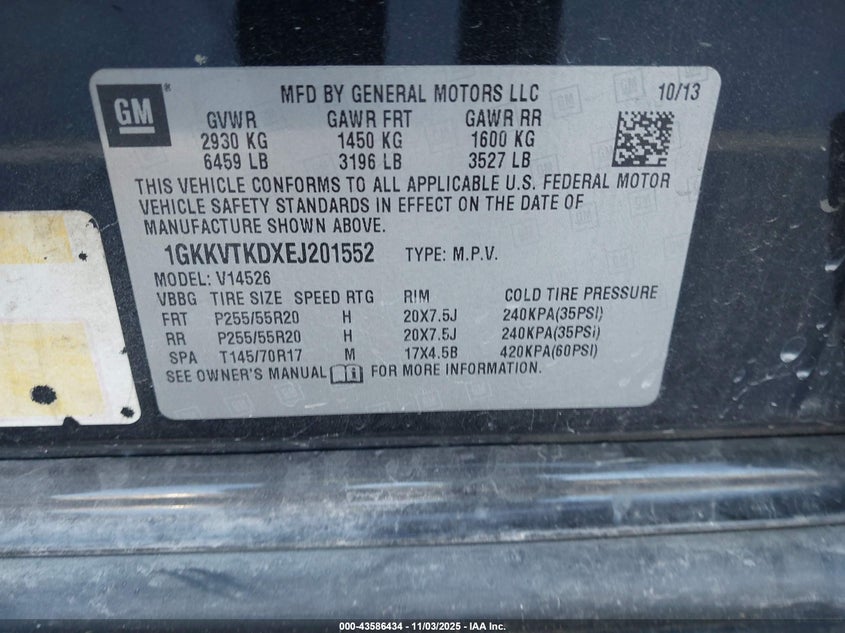 GM ®
MFD BY GENERAL MOTORS LLC 10/13
GVWR GAWR FRT GAWR RR
2930 KG 1450 KG 1600 KG
6459 LB 3196 LB 3527 LB
THIS VEHICLE CONFORMS TO ALL APPLICABLE U.S. FEDERAL MOTOR
VEHICLE SAFETY STANDARDS IN EFFECT ON THE DATE OF
MANUFACTURE SHOWN ABOVE.
1GKKVTKDXEJ201552 TYPE: M.P.V.
MODEL: V14526
VBBG TIRE SIZE SPEED RTG RIM COLD TIRE PRESSURE
FRT P255/55R20 H 20X7.5J 240KPA(35PSI)
RR P255/55R20 H 20X7.5J 240KPA(35PSI)
SPA T145/70R17 M 17X4.5B 420KPA(60PSI)
SEE OWNER'S MANUAL FOR MORE INFORMATION.
000-43586434 - 11/03/2025 - IAA Inc.